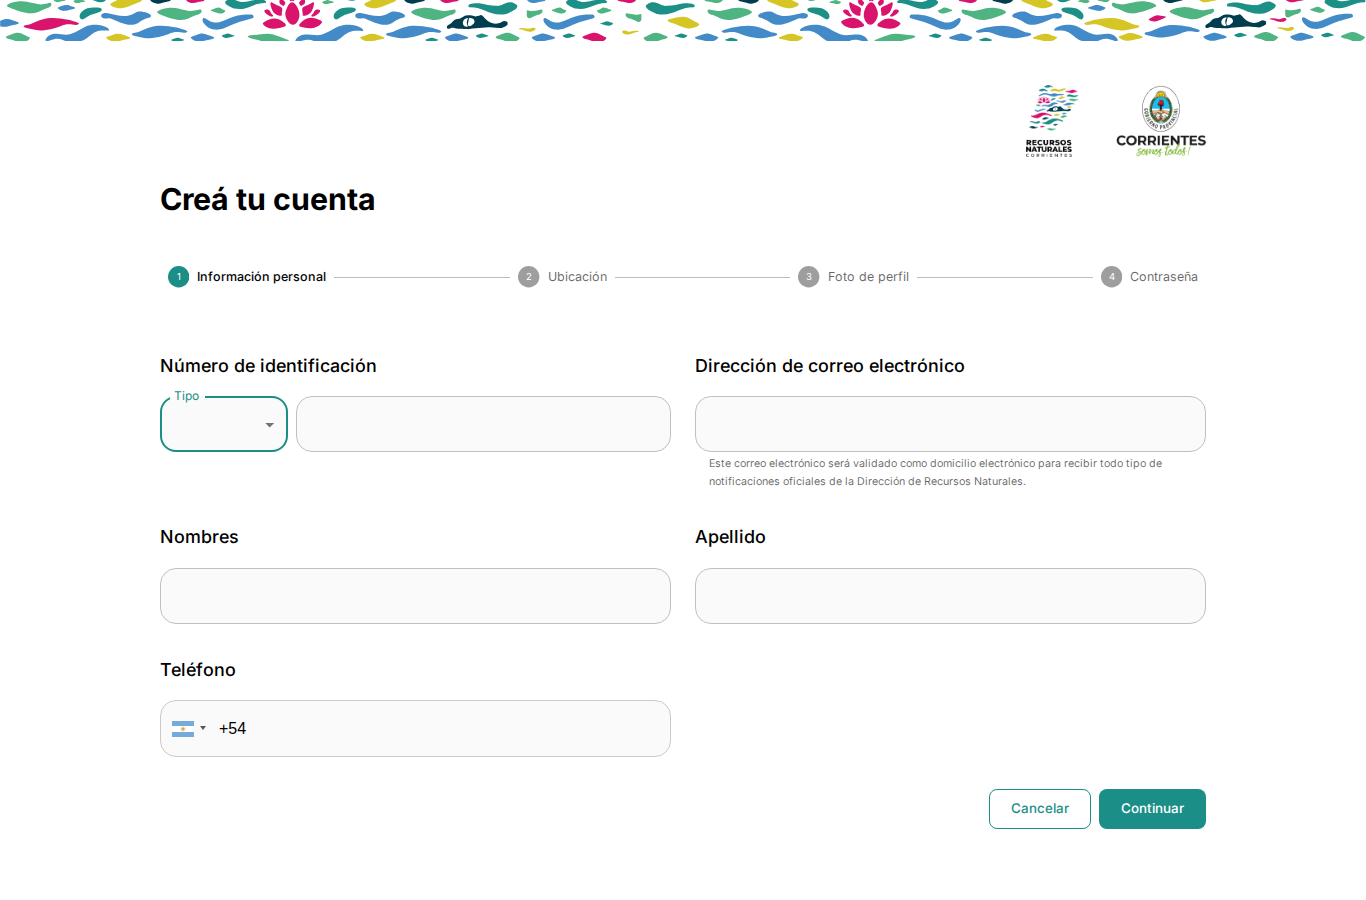 RECURSOS
NATURALES
CORRIENTES
GOBIERNO PROVINCIAL
CORRIENTES
somos todos!
Creá tu cuenta
1 Información personal
2 Ubicación
3 Foto de perfil
4 Contraseña
Número de identificación
Tipo
Dirección de correo electrónico
Este correo electrónico será validado como domicilio electrónico para recibir todo tipo de
notificaciones oficiales de la Dirección de Recursos Naturales.
Nombres
Apellido
Teléfono
+54
Cancelar
Continuar